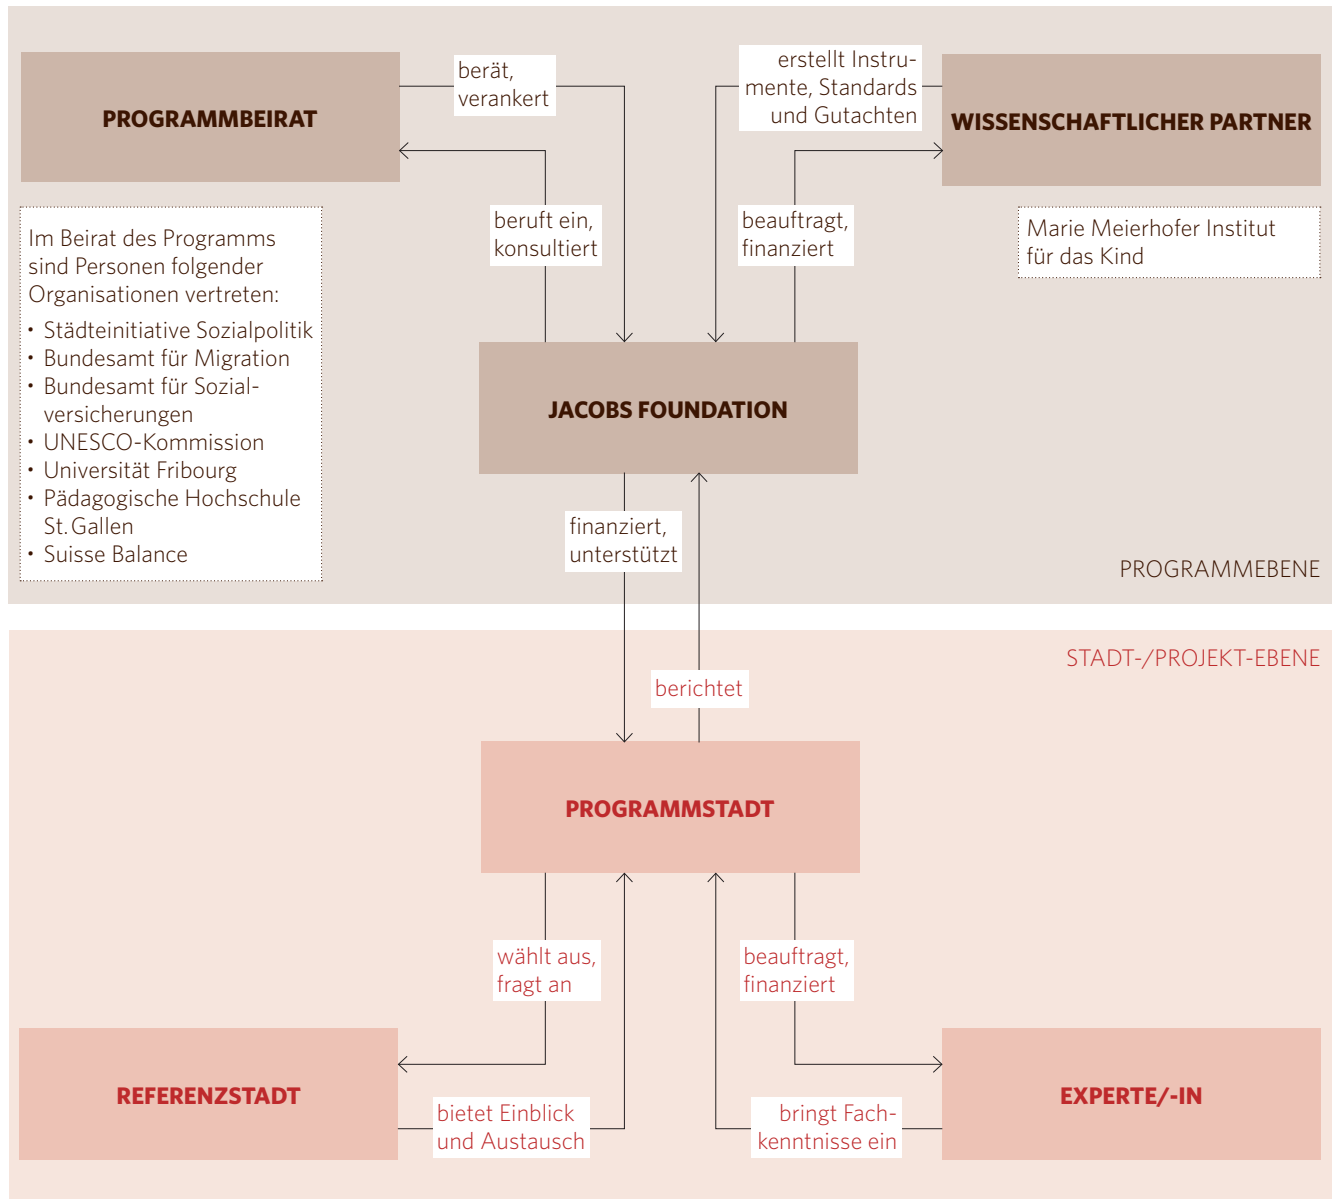 PROGRAMMBEIRAT
berät,
verankert
erstellt Instru-
mente, Standards
und Gutachten
WISSENSCHAFTLICHER PARTNER
beruft ein,
konsultiert
beauftragt,
finanziert
Im Beirat des Programms
sind Personen folgender
Organisationen vertreten:
• Städteinitiative Sozialpolitik
• Bundesamt für Migration
• Bundesamt für Sozial-
versicherungen
• UNESCO-Kommission
• Universität Fribourg
• Pädagogische Hochschule
St. Gallen
• Suisse Balance
Marie Meierhofer Institut
für das Kind
JACOBS FOUNDATION
finanziert,
unterstützt
PROGRAMMEBENE
STADT-/PROJEKT-EBENE
berichtet
PROGRAMMSTADT
wählt aus,
fragt an
beauftragt,
finanziert
REFERENZSTADT
bietet Einblick
und Austausch
bringt Fach-
kenntnisse ein
EXPERTE/-IN